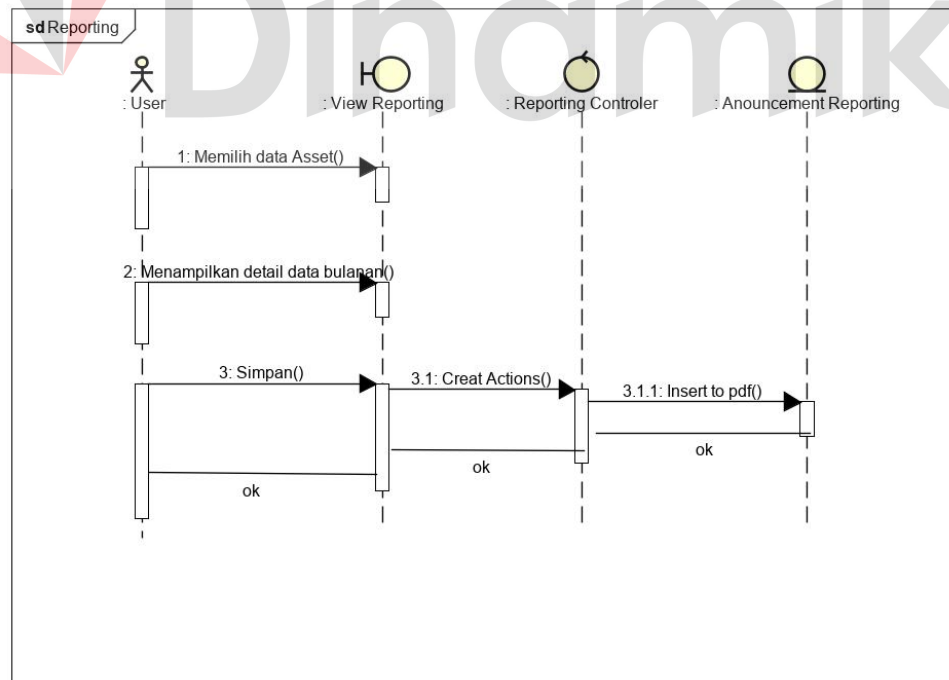 Dinamik
sd Reporting
: User
: View Reporting
: Reporting Controler
: Anouncement Reporting
1: Memilih data Asset()
2: Menampilkan detail data bulanan()
3: Simpan()
3.1: Creat Actions()
3.1.1: Insert to pdf()
ok
ok
ok